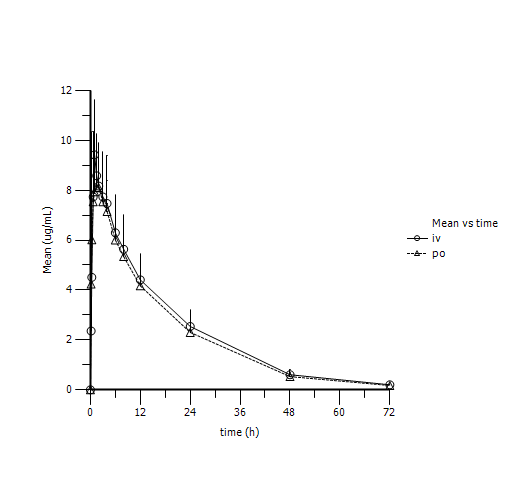 12
10
8
6
4
2
0
Mean (ug/mL)
0 12 24 36 48 60 72
time (h)
Mean vs time
iv
po